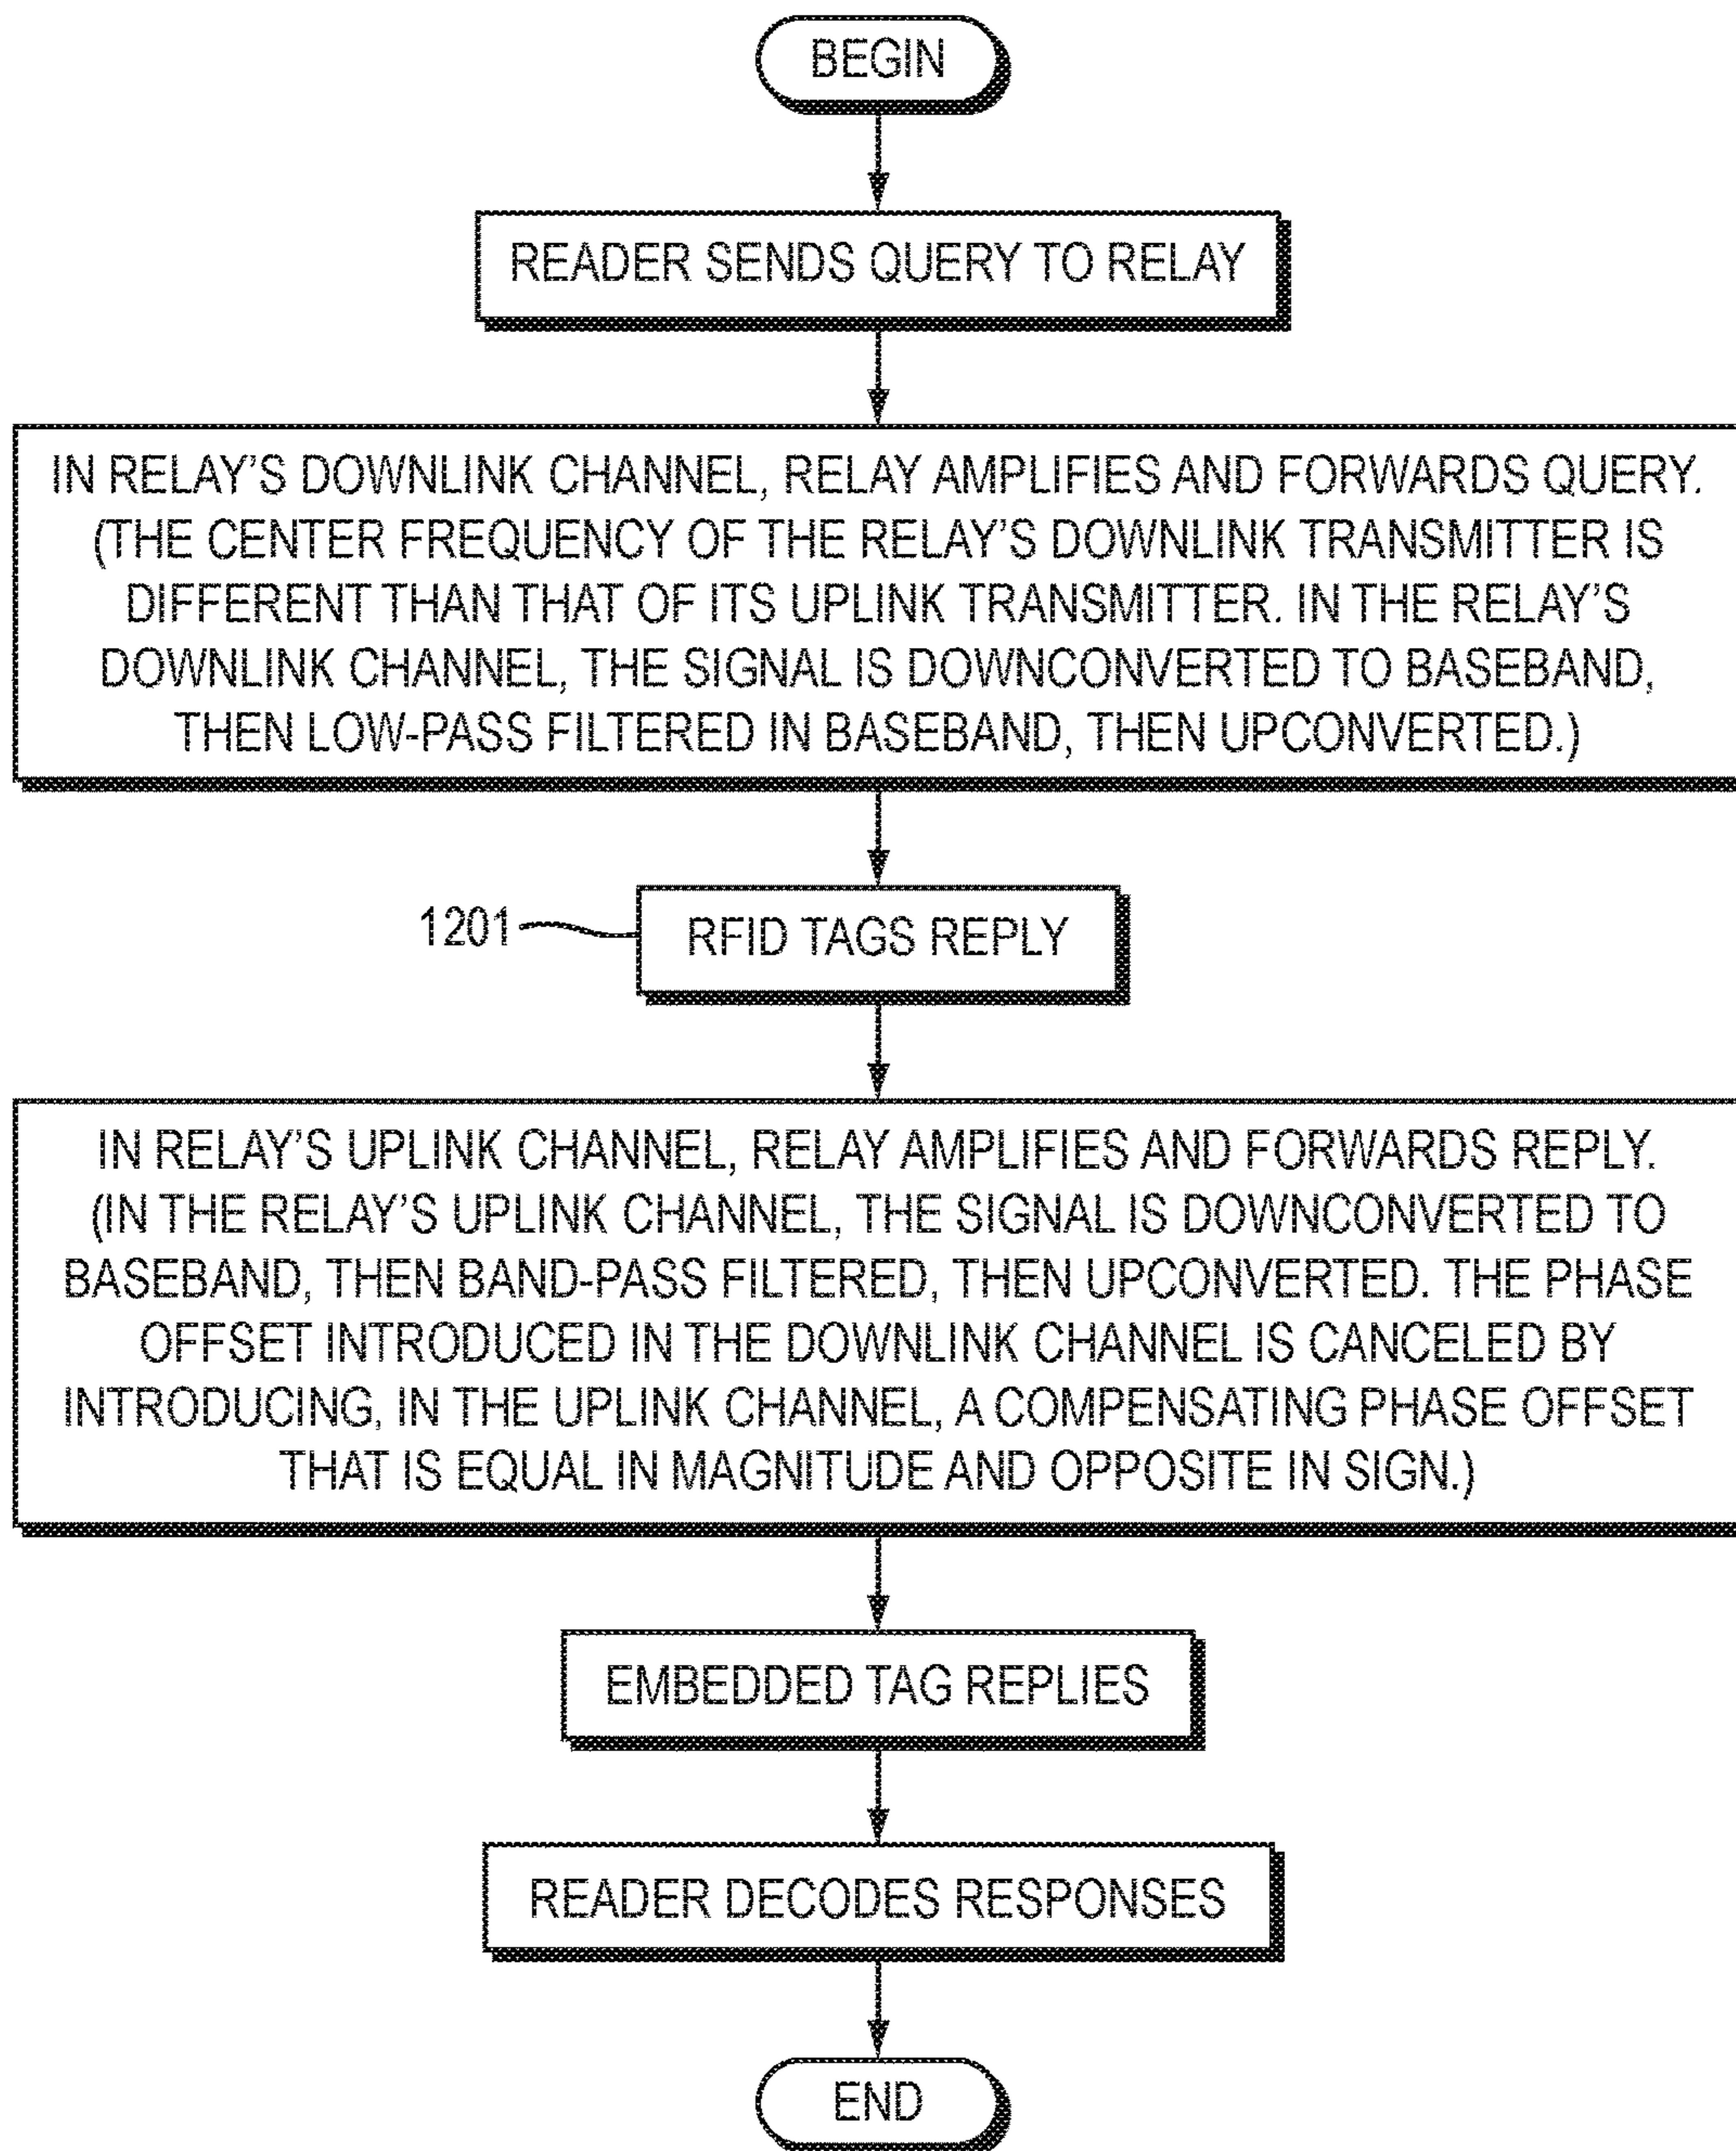 BEGIN
READER SENDS QUERY TO RELAY
IN RELAY'S DOWNLINK CHANNEL, RELAY AMPLIFIES AND FORWARDS QUERY.
(THE CENTER FREQUENCY OF THE RELAY'S DOWNLINK TRANSMITTER IS
DIFFERENT THAN THAT OF ITS UPLINK TRANSMITTER. IN THE RELAY'S
DOWNLINK CHANNEL, THE SIGNAL IS DOWNCONVERTED TO BASEBAND,
THEN LOW-PASS FILTERED IN BASEBAND, THEN UPCONVERTED.)
1201
RFID TAGS REPLY
IN RELAY'S UPLINK CHANNEL, RELAY AMPLIFIES AND FORWARDS REPLY.
(IN THE RELAY'S UPLINK CHANNEL, THE SIGNAL IS DOWNCONVERTED TO
BASEBAND, THEN BAND-PASS FILTERED, THEN UPCONVERTED. THE PHASE
OFFSET INTRODUCED IN THE DOWNLINK CHANNEL IS CANCELED BY
INTRODUCING, IN THE UPLINK CHANNEL, A COMPENSATING PHASE OFFSET
THAT IS EQUAL IN MAGNITUDE AND OPPOSITE IN SIGN.)
EMBEDDED TAG REPLIES
READER DECODES RESPONSES
END